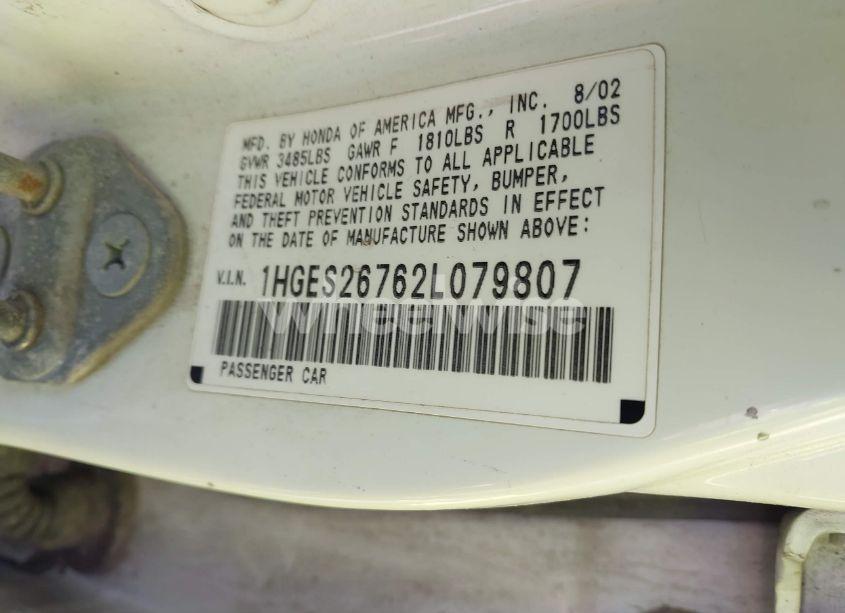 MFD. BY HONDA OF AMERICA MFG., INC. 8/02
GVWR 3485LBS GAWR F 1810LBS R 1700LBS
THIS VEHICLE CONFORMS TO ALL APPLICABLE
FEDERAL MOTOR VEHICLE SAFETY, BUMPER,
AND THEFT PREVENTION STANDARDS IN EFFECT
ON THE DATE OF MANUFACTURE SHOWN ABOVE:
V.I.N. 1HGES26762L079807
Wheelwise
PASSENGER CAR